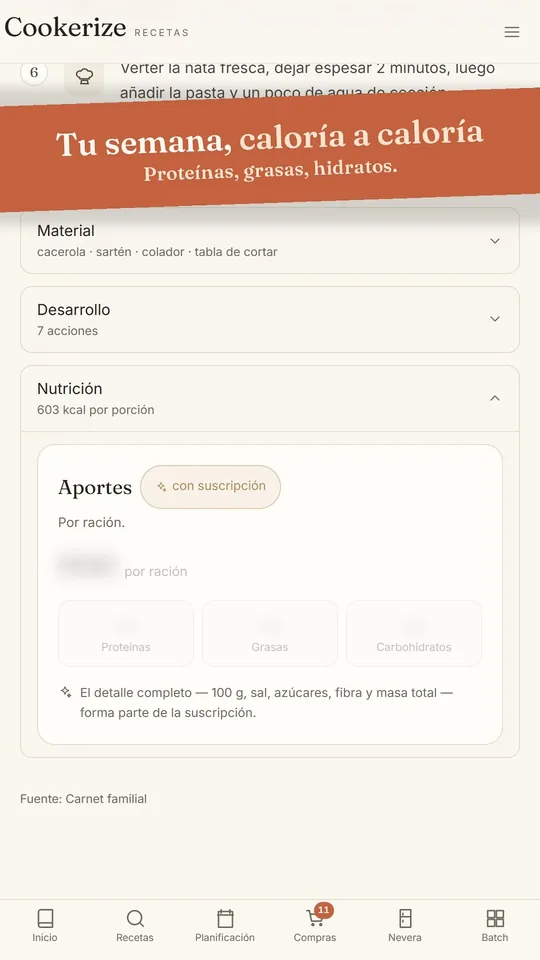 Cookerize RECETAS
6
Verter la nata fresca, dejar espesar 2 minutos, luego
añadir la pasta y un poco de agua de cocción
Tu semana, caloría a caloría
Proteínas, grasas, hidratos.
Material
cacerola · sartén · colador · tabla de cortar
Desarrollo
7 acciones
Nutrición
603 kcal por porción
Aportes
con suscripción
Por ración.
por ración
Proteínas
Grasas
Carbohidratos
El detalle completo — 100 g, sal, azúcares, fibra y masa total —
forma parte de la suscripción.
Fuente: Carnet familial
11
Inicio
Recetas
Planificación
Compras
Nevera
Batch